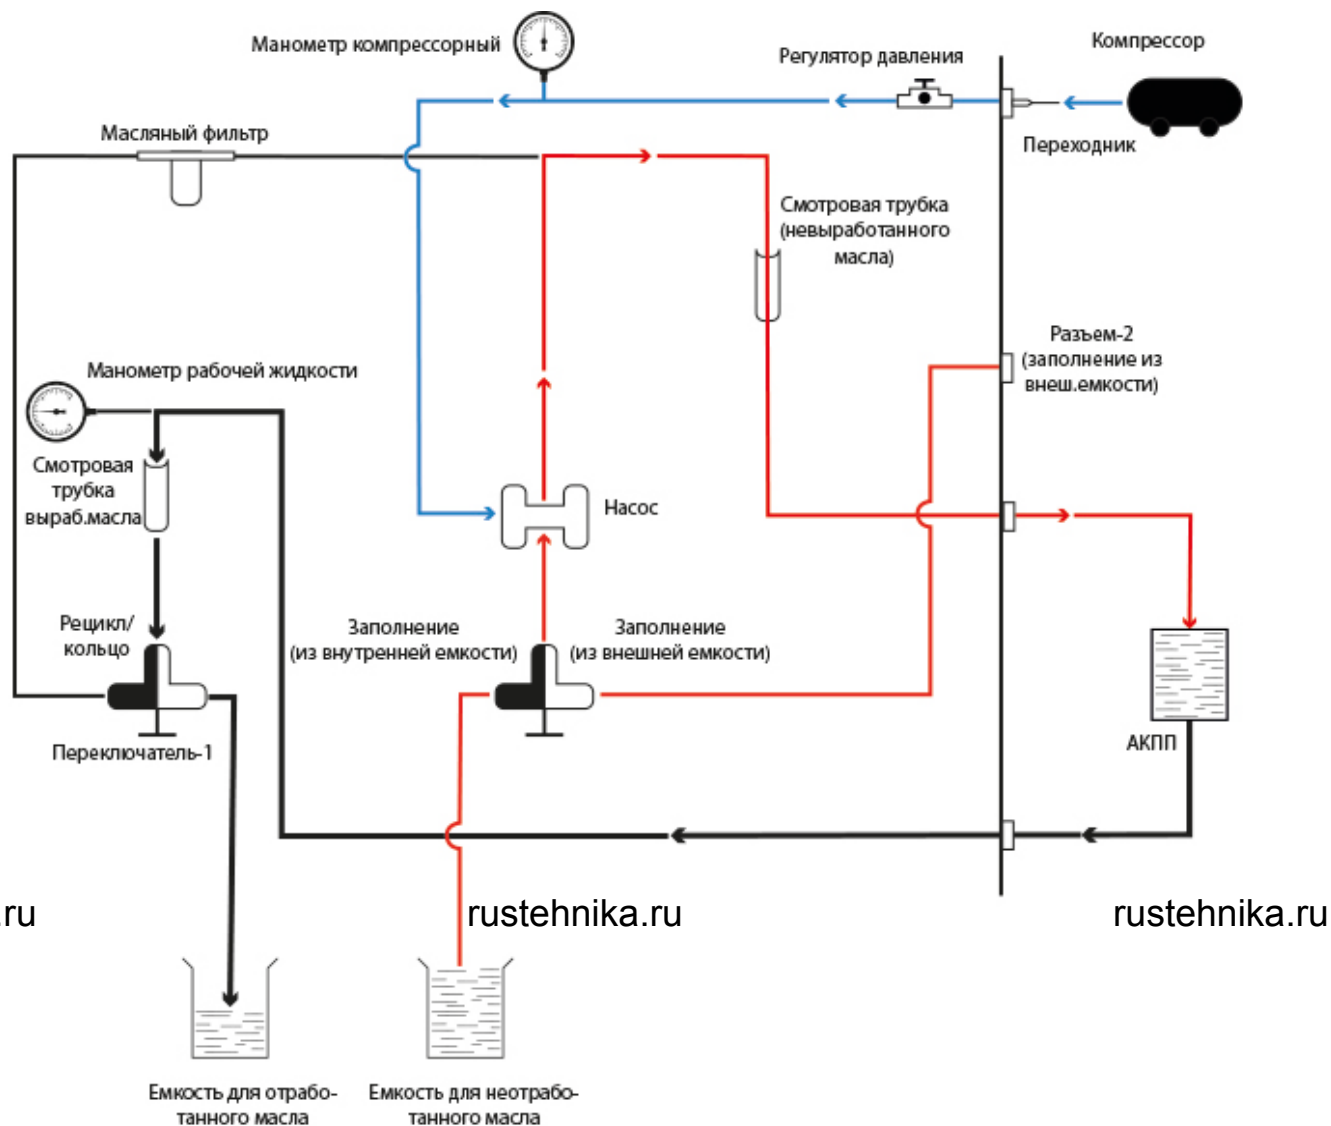 Манометр компрессорный
Регулятор давления
Компрессор
Масляный фильтр
Переходник
Смотровая трубка
(невыработанного
масла)
Разъем-2
(заполнение из
внеш.емкости)
Манометр рабочей жидкости
Смотровая
трубка
выраб.масла
Насос
Рецикл/
кольцо
Заполнение
(из внутренней емкости)
Заполнение
(из внешней емкости)
Переключатель-1
АКПП
.ru
rustehnika.ru
rustehnika.ru
Емкость для отрабо-
танного масла
Емкость для неотрабо-
танного масла